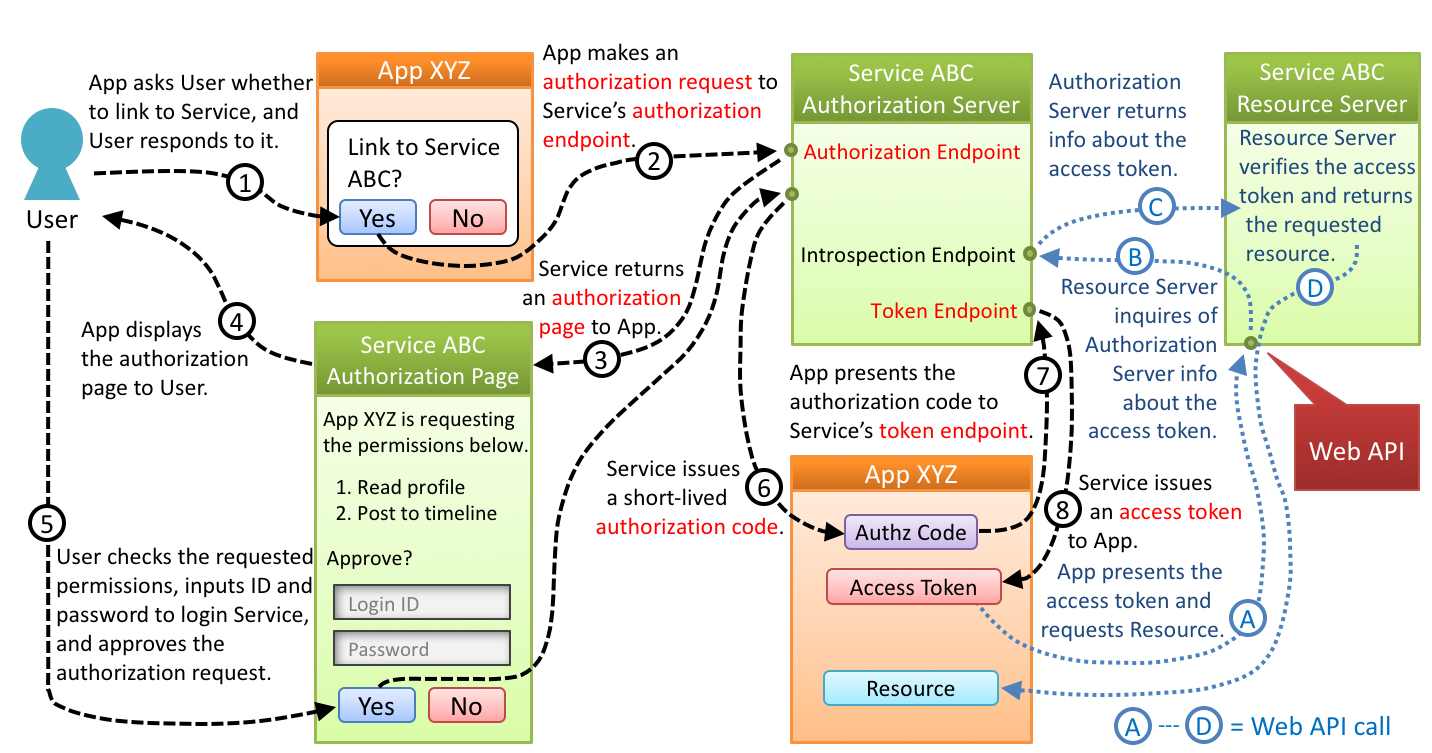 App asks User whether
to link to Service, and
User responds to it.
User
1
App XYZ
Link to Service
ABC?
Yes
No
App makes an
authorization request to
Service's authorization
endpoint.
2
Service ABC
Authorization Server
Authorization Endpoint
Introspection Endpoint
Token Endpoint
Authorization
Server returns
info about the
access token.
C
B
Service ABC
Resource Server
Resource Server
verifies the access
token and returns
the requested
resource.
D
Resource Server
inquires of
Authorization
Server info
about the
access token.
Web API
Service returns
an authorization
page to App.
3
4
App displays
the authorization
page to User.
Service ABC
Authorization Page
App XYZ is requesting
the permissions below.
1. Read profile
2. Post to timeline
Approve?
Login ID
Password
Yes
No
5
User checks the requested
permissions, inputs ID and
password to login Service,
and approves the
authorization request.
Service issues
a short-lived
authorization code.
6
App presents the
authorization code to
Service's token endpoint.
7
App XYZ
Authz Code
Access Token
Resource
8
Service issues
an access token
to App.
App presents the
access token and
requests Resource.
A
A --- D = Web API call